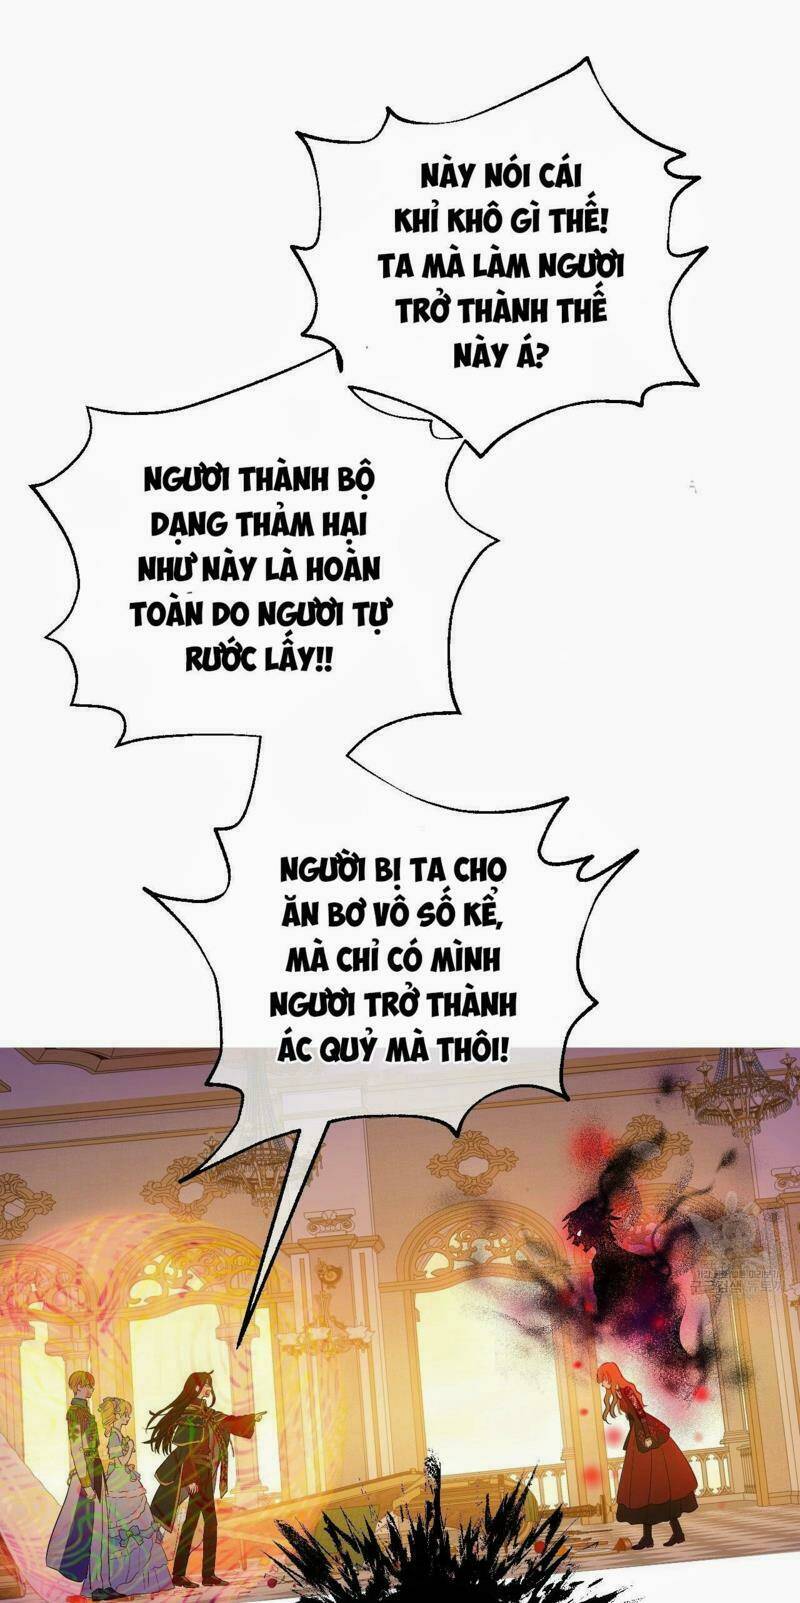 NÀY NÓI CÁI
KHỈ KHÔ GÌ THẾ!
TA MÀ LÀM NGƯƠI
TRỞ THÀNH THẾ
NÀY Á?
NGƯƠI THÀNH BỘ
DẠNG THẢM HẠI
NHƯ NÀY LÀ HOÀN
TOÀN DO NGƯƠI TỰ
RƯỚC LẤY!!
NGƯỜI BỊ TA CHO
ĂN BƠ VÔ SỐ KỂ,
MÀ CHỈ CÓ MÌNH
NGƯƠI TRỞ THÀNH
ÁC QUỶ MÀ THÔI!